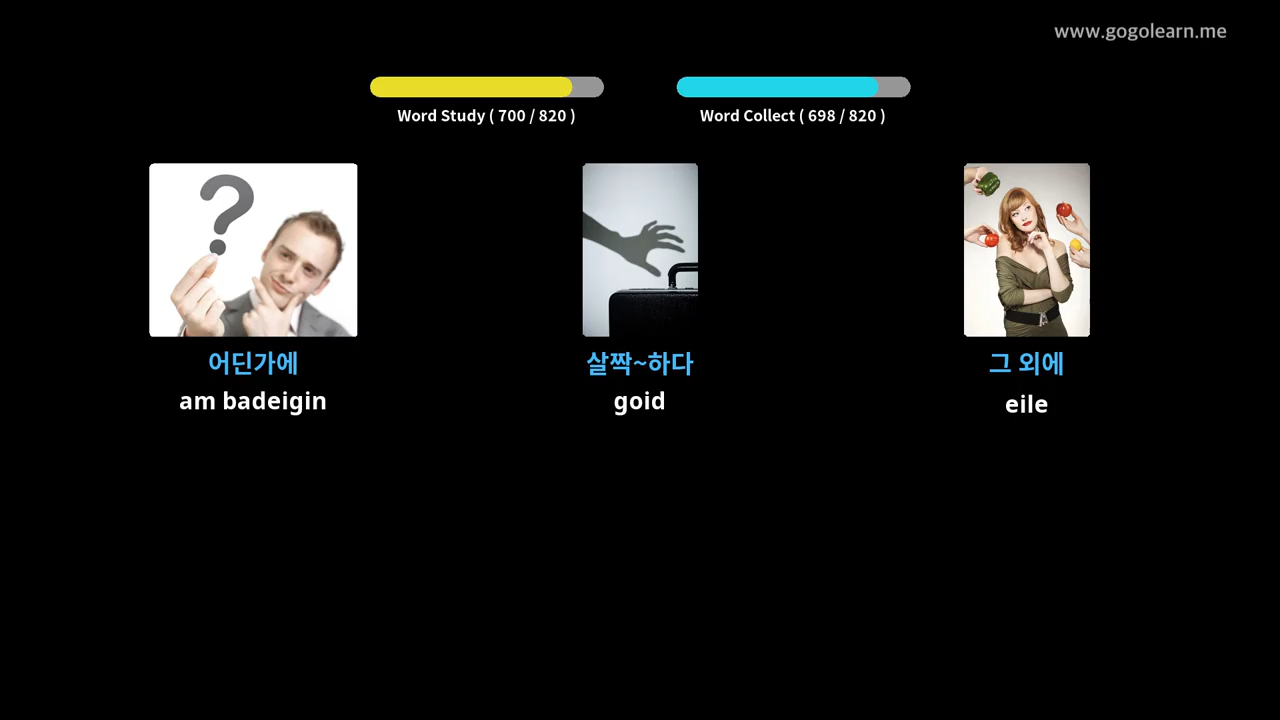 www.gogolearn.me
Word Study ( 700 / 820 )
Word Collect ( 698 / 820 )
어딘가에
am badeigin
살짝~하다
goid
그 외에
eile